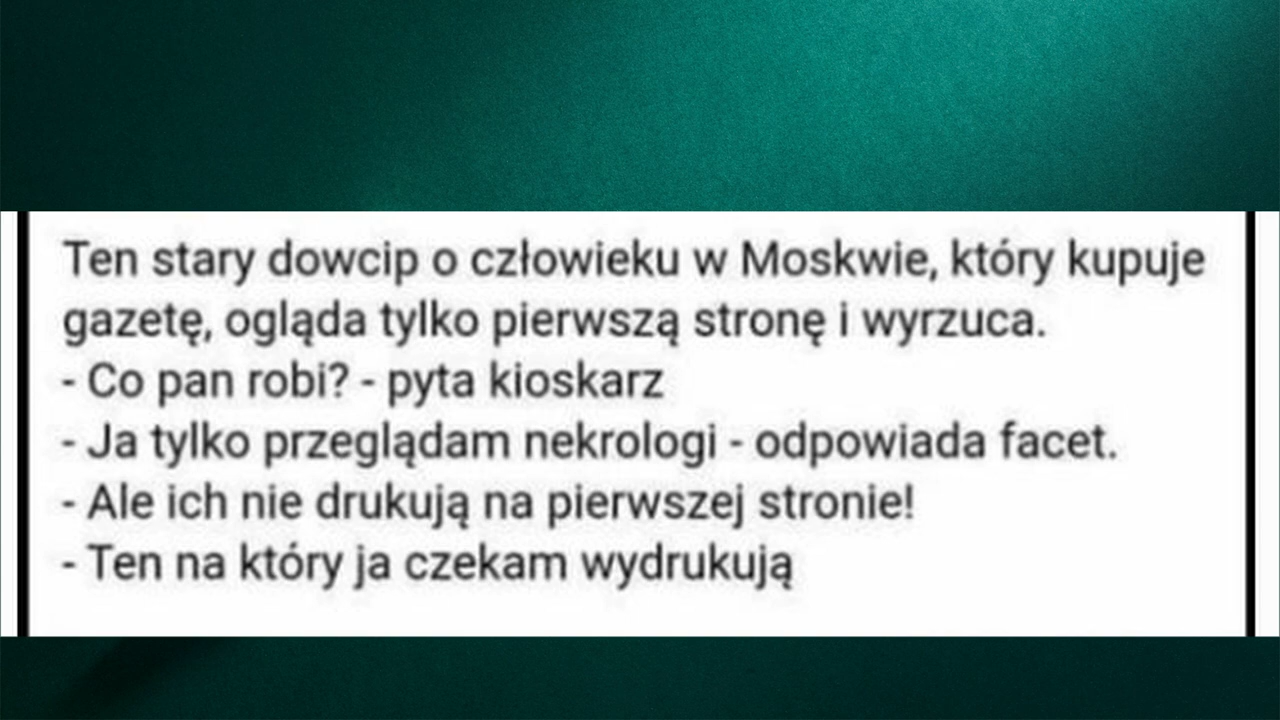 Ten stary dowcip o człowieku w Moskwie, który kupuje
gazetę, ogląda tylko pierwszą stronę i wyrzuca.
- Co pan robi? - pyta kioskarz
- Ja tylko przeglądam nekrologi - odpowiada facet.
- Ale ich nie drukują na pierwszej stronie!
- Ten na który ja czekam wydrukują